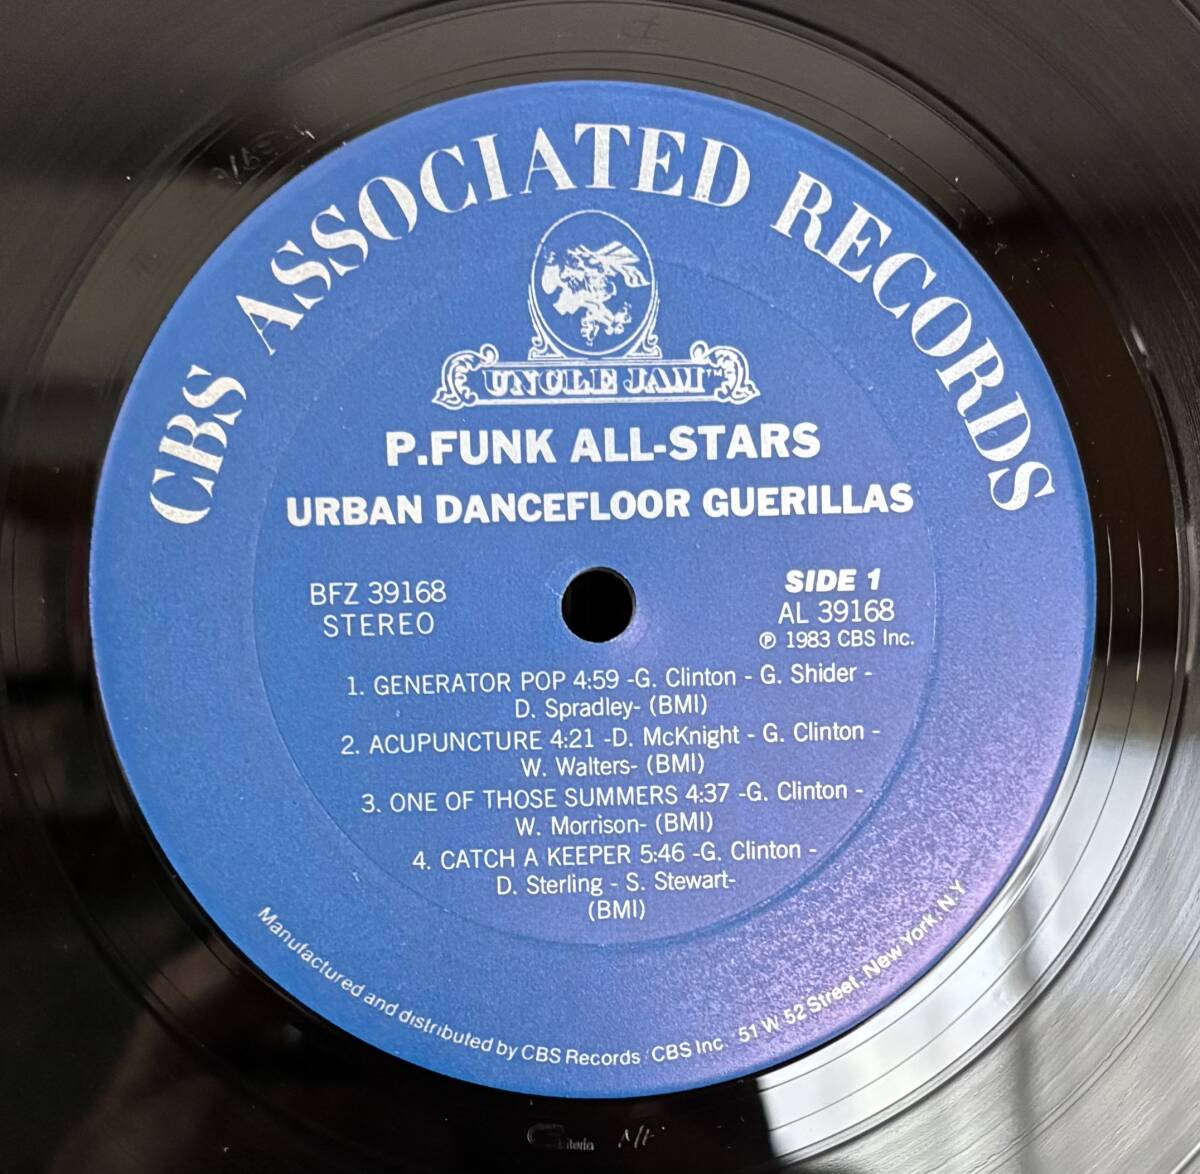 CBS ASSOCIATED RECORDS
UNCLE JAM™
P.FUNK ALL-STARS
URBAN DANCEFLOOR GUERILLAS
BFZ 39168
STEREO
SIDE 1
AL 39168
℗ 1983 CBS Inc.
1. GENERATOR POP 4:59 -G. Clinton - G. Shider -
D. Spradley- (BMI)
2. ACUPUNCTURE 4:21 -D. McKnight - G. Clinton -
W. Walters- (BMI)
3. ONE OF THOSE SUMMERS 4:37 -G. Clinton -
W. Morrison- (BMI)
4. CATCH A KEEPER 5:46 -G. Clinton -
D. Sterling - S. Stewart-
(BMI)
Manufactured and distributed by CBS Records/CBS Inc. 51 W 52 Street, New York, N.Y.